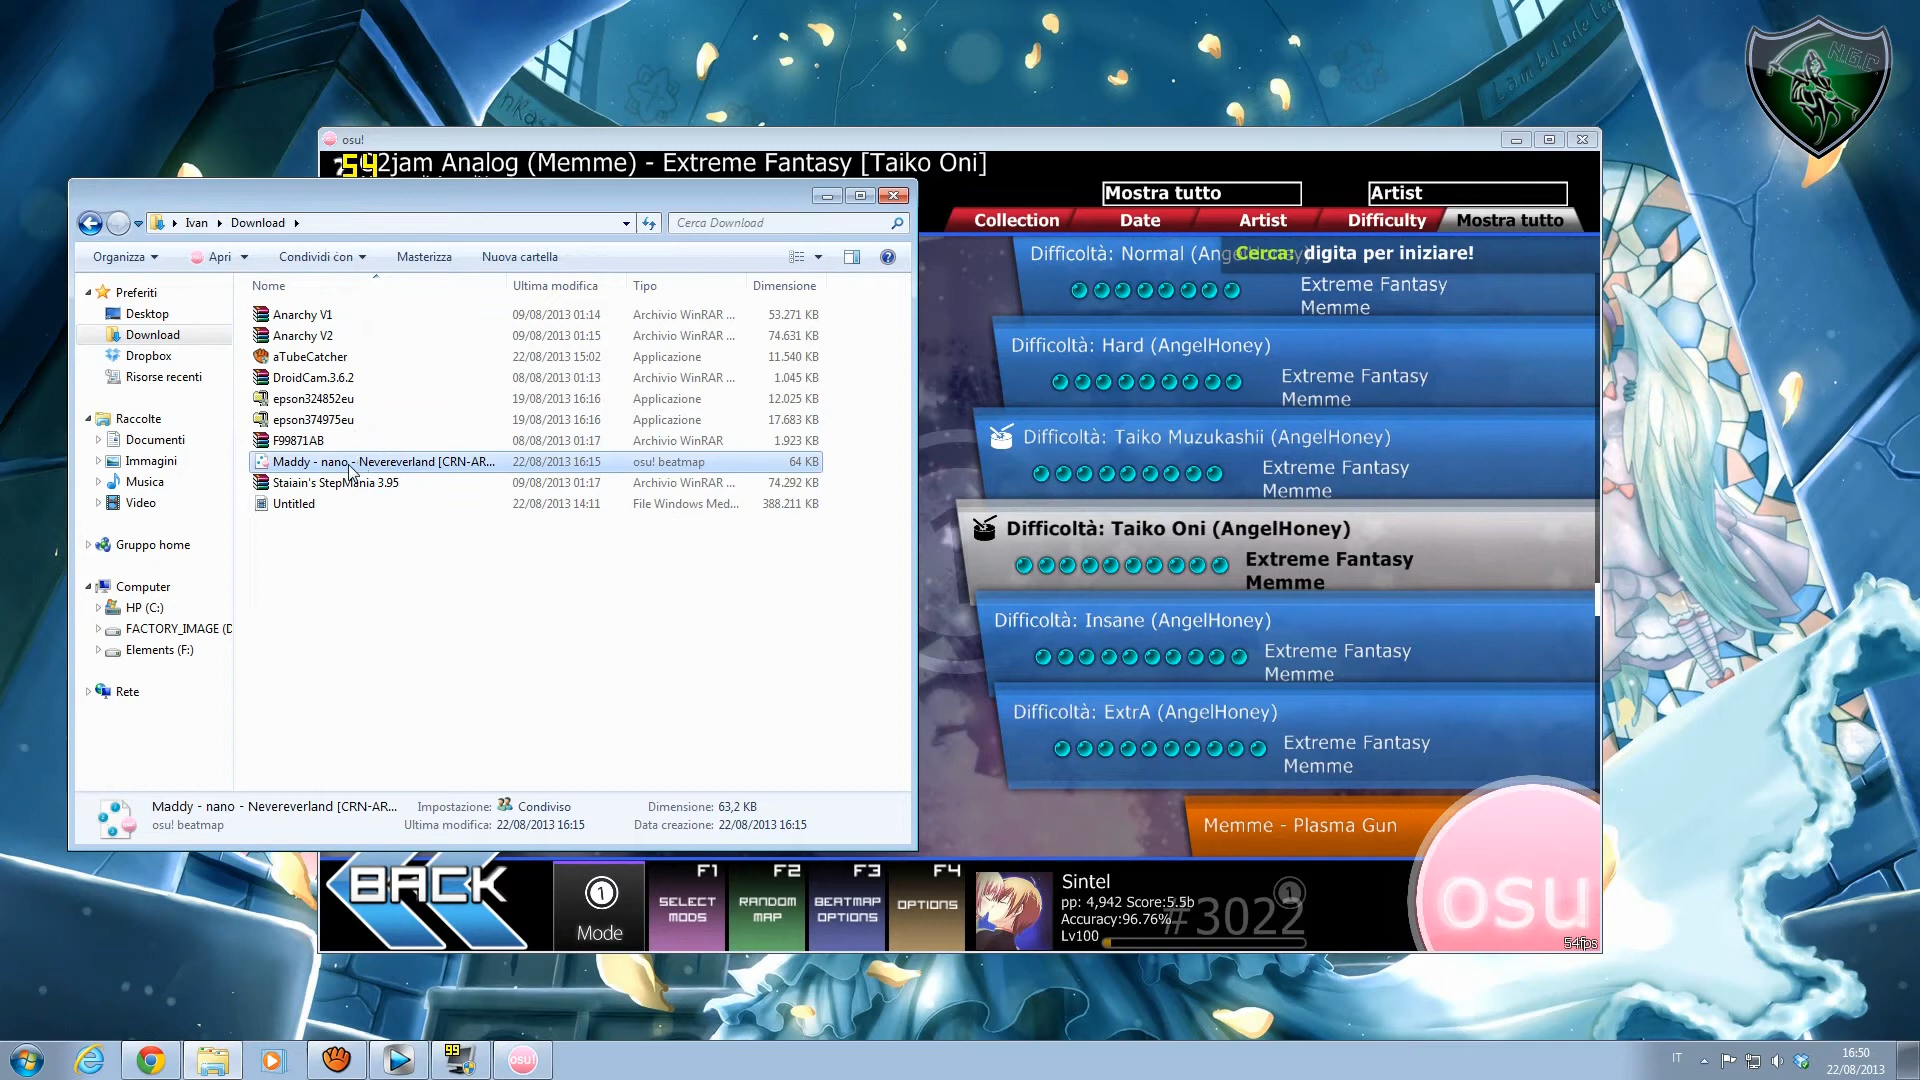 N.G.C
osu!
2jam Analog (Memme) - Extreme Fantasy [Taiko Oni]
54
Mostra tutto
Artist
Collection
Date
Artist
Difficulty
Mostra tutto
Cerca: digita per iniziare!
Difficoltà: Normal (AngelHoney)
Extreme Fantasy
Memme
Difficoltà: Hard (AngelHoney)
Extreme Fantasy
Memme
Difficoltà: Taiko Muzukashii (AngelHoney)
Extreme Fantasy
Memme
Difficoltà: Taiko Oni (AngelHoney)
Extreme Fantasy
Memme
Difficoltà: Insane (AngelHoney)
Extreme Fantasy
Memme
Difficoltà: ExtrA (AngelHoney)
Extreme Fantasy
Memme
Memme - Plasma Gun
Ivan
Download
Cerca Download
Organizza
Apri
Condividi con
Masterizza
Nuova cartella
Preferiti
Desktop
Download
Dropbox
Risorse recenti
Raccolte
Documenti
Immagini
Musica
Video
Gruppo home
Computer
HP (C:)
FACTORY_IMAGE (D
Elements (F:)
Rete
Nome Ultima modifica Tipo Dimensione
Anarchy V1 09/08/2013 01:14 Archivio WinRAR ... 53.271 KB
Anarchy V2 09/08/2013 01:15 Archivio WinRAR ... 74.631 KB
aTubeCatcher 22/08/2013 15:02 Applicazione 11.540 KB
DroidCam.3.6.2 08/08/2013 01:13 Archivio WinRAR ... 1.045 KB
epson324852eu 19/08/2013 16:16 Applicazione 12.025 KB
epson374975eu 19/08/2013 16:16 Applicazione 17.683 KB
F99871AB 08/08/2013 01:17 Archivio WinRAR 1.923 KB
Maddy - nano - Nevereverland [CRN-AR... 22/08/2013 16:15 osu! beatmap 64 KB
Staiain's StepMania 3.95 09/08/2013 01:17 Archivio WinRAR ... 74.292 KB
Untitled 22/08/2013 14:11 File Windows Med... 388.211 KB
Maddy - nano - Nevereverland [CRN-AR... Impostazione: Condiviso Dimensione: 63,2 KB
osu! beatmap Ultima modifica: 22/08/2013 16:15 Data creazione: 22/08/2013 16:15
BACK
1
Mode
F1
SELECT
MODS
F2
RANDOM
MAP
F3
BEATMAP
OPTIONS
F4
OPTIONS
Sintel
pp: 4,942 Score:5.5b
Accuracy:96.76%
Lv100
#3022
1
osu
54fps
99
osu!
IT
16:50
22/08/2013